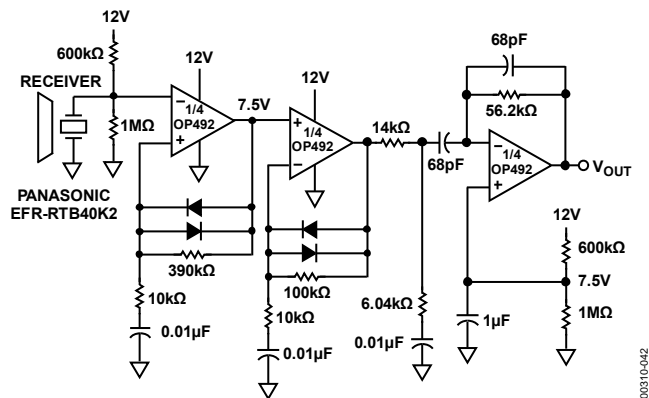 12V
600kΩ
RECEIVER
1MΩ
PANASONIC
EFR-RTB40K2
12V
−
1/4
OP492
+
7.5V
390kΩ
10kΩ
0.01µF
12V
+
1/4
OP492
−
100kΩ
10kΩ
0.01µF
14kΩ
6.04kΩ
0.01µF
68pF
68pF
56.2kΩ
−
1/4
OP492
+
VOUT
12V
600kΩ
7.5V
1µF
1MΩ
00310-042